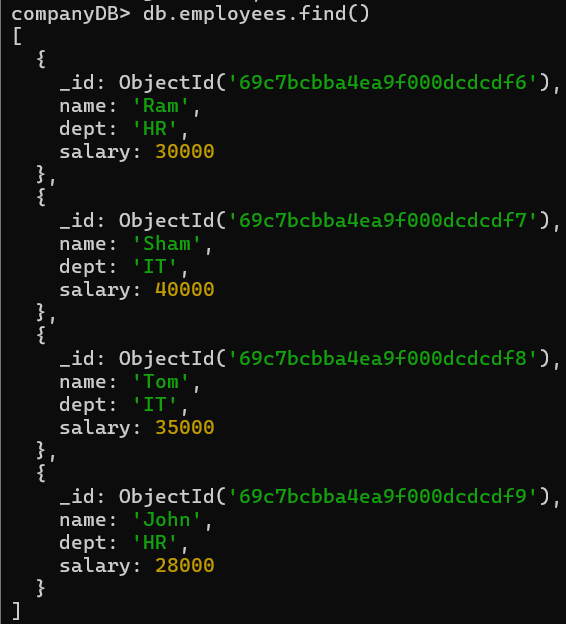 companyDB> db.employees.find()
[
  {
    _id: ObjectId('69c7bcbba4ea9f000dcdcdf6'),
    name: 'Ram',
    dept: 'HR',
    salary: 30000
  },
  {
    _id: ObjectId('69c7bcbba4ea9f000dcdcdf7'),
    name: 'Sham',
    dept: 'IT',
    salary: 40000
  },
  {
    _id: ObjectId('69c7bcbba4ea9f000dcdcdf8'),
    name: 'Tom',
    dept: 'IT',
    salary: 35000
  },
  {
    _id: ObjectId('69c7bcbba4ea9f000dcdcdf9'),
    name: 'John',
    dept: 'HR',
    salary: 28000
  }
]